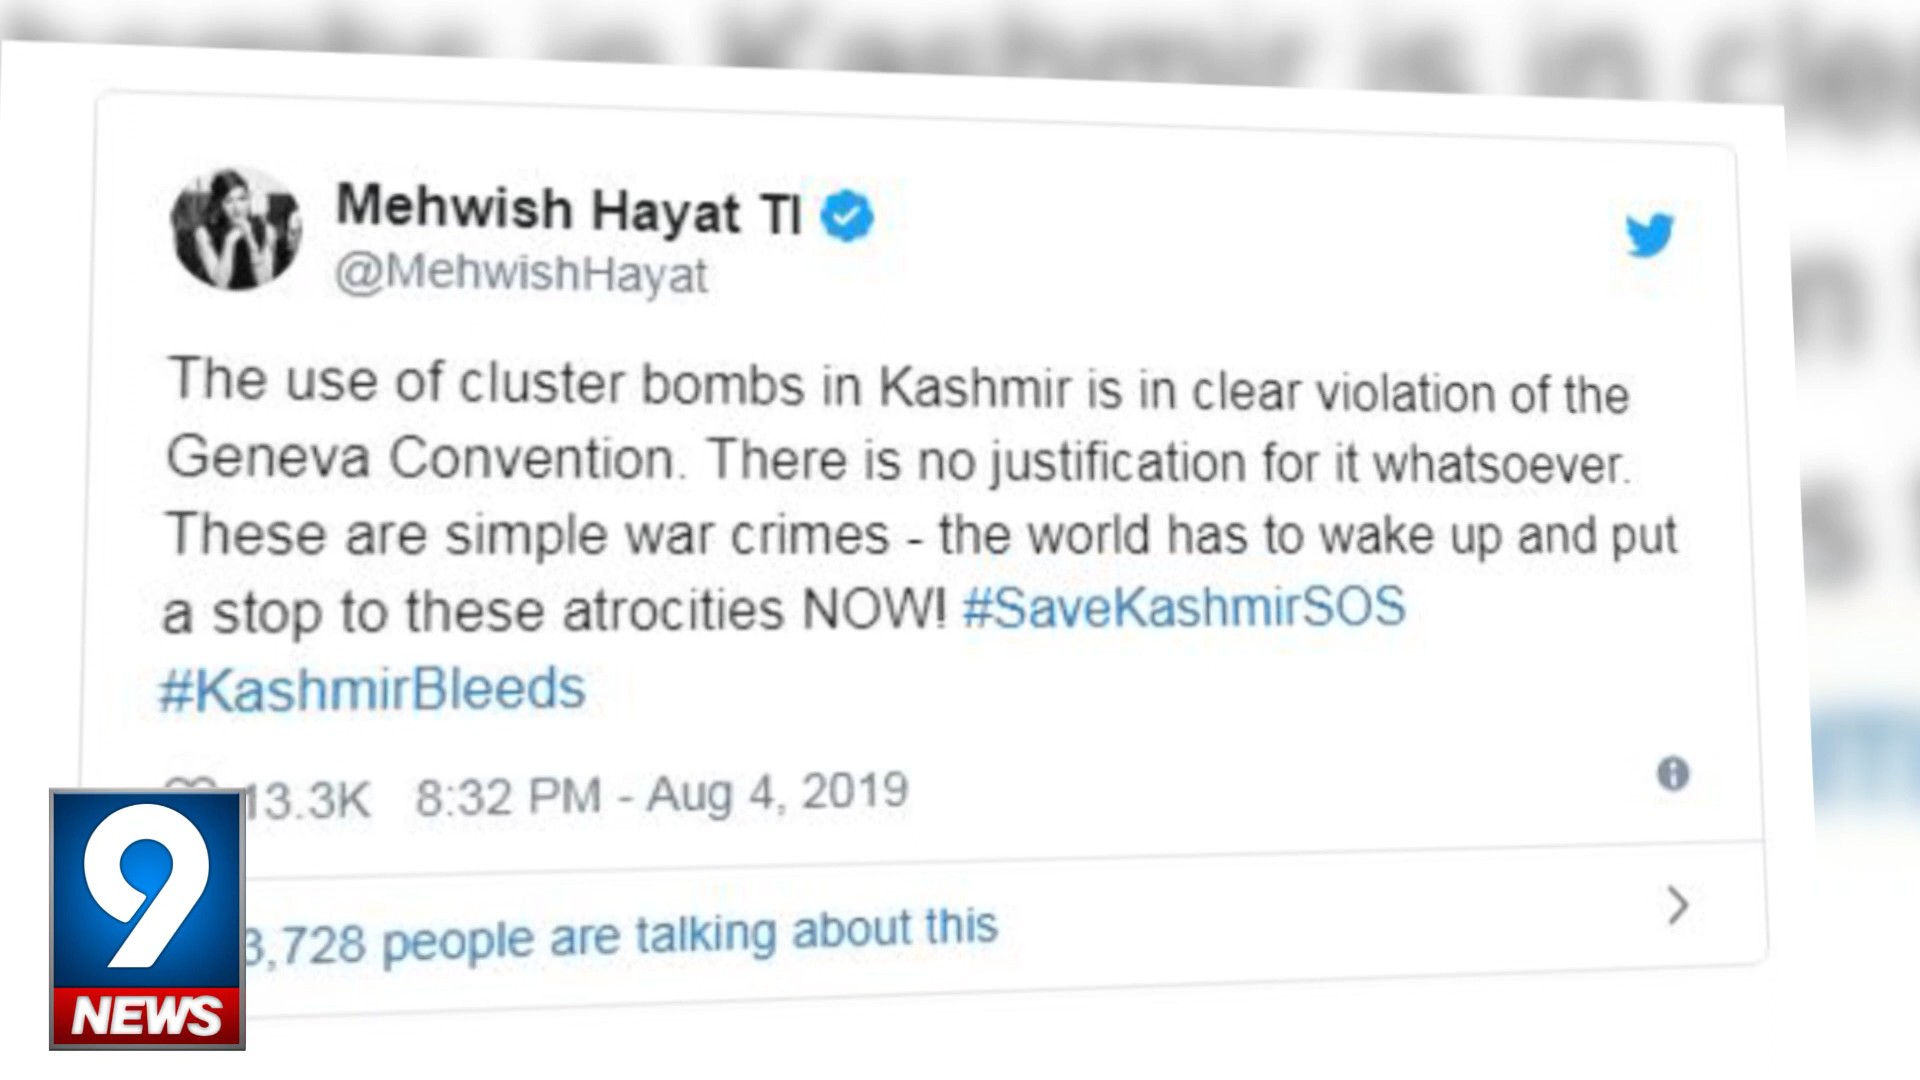 Mehwish Hayat TI
@MehwishHayat
The use of cluster bombs in Kashmir is in clear violation of the
Geneva Convention. There is no justification for it whatsoever.
These are simple war crimes - the world has to wake up and put
a stop to these atrocities NOW! #SaveKashmirSOS
#KashmirBleeds
13.3K 8:32 PM - Aug 4, 2019
3,728 people are talking about this
9
NEWS